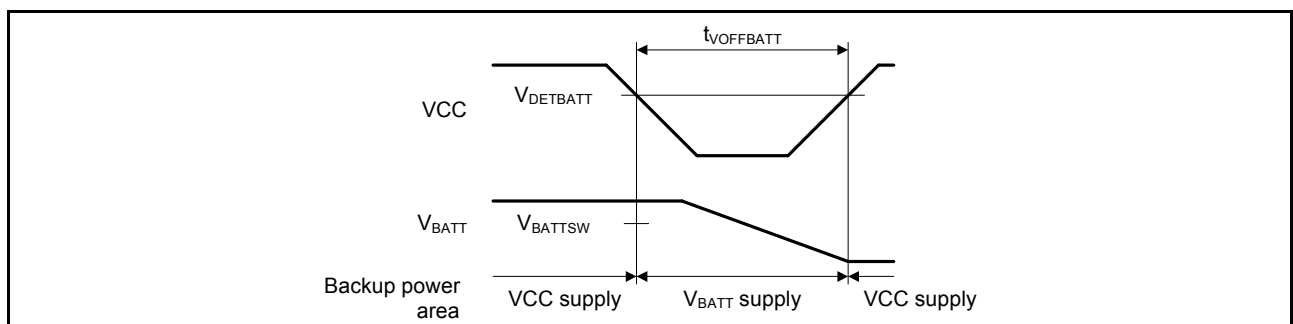 tVOFFBATT
VCC
VDETBATT
VBATT
VBATTSW
Backup power
area
VCC supply
VBATT supply
VCC supply